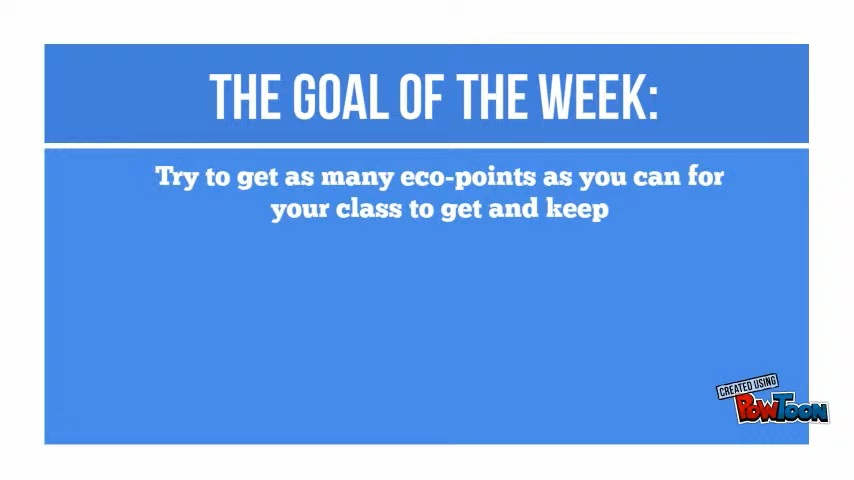 THE GOAL OF THE WEEK:
Try to get as many eco-points as you can for
your class to get and keep
CREATED USING
POWTOON